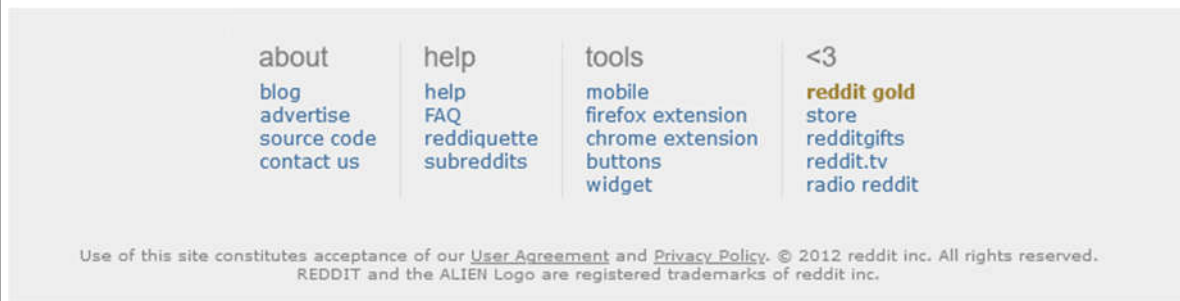 about
blog
advertise
source code
contact us
help
help
FAQ
reddiquette
subreddits
tools
mobile
firefox extension
chrome extension
buttons
widget
<3
reddit gold
store
redditgifts
reddit.tv
radio reddit
Use of this site constitutes acceptance of our User Agreement and Privacy Policy. © 2012 reddit inc. All rights reserved.
REDDIT and the ALIEN Logo are registered trademarks of reddit inc.